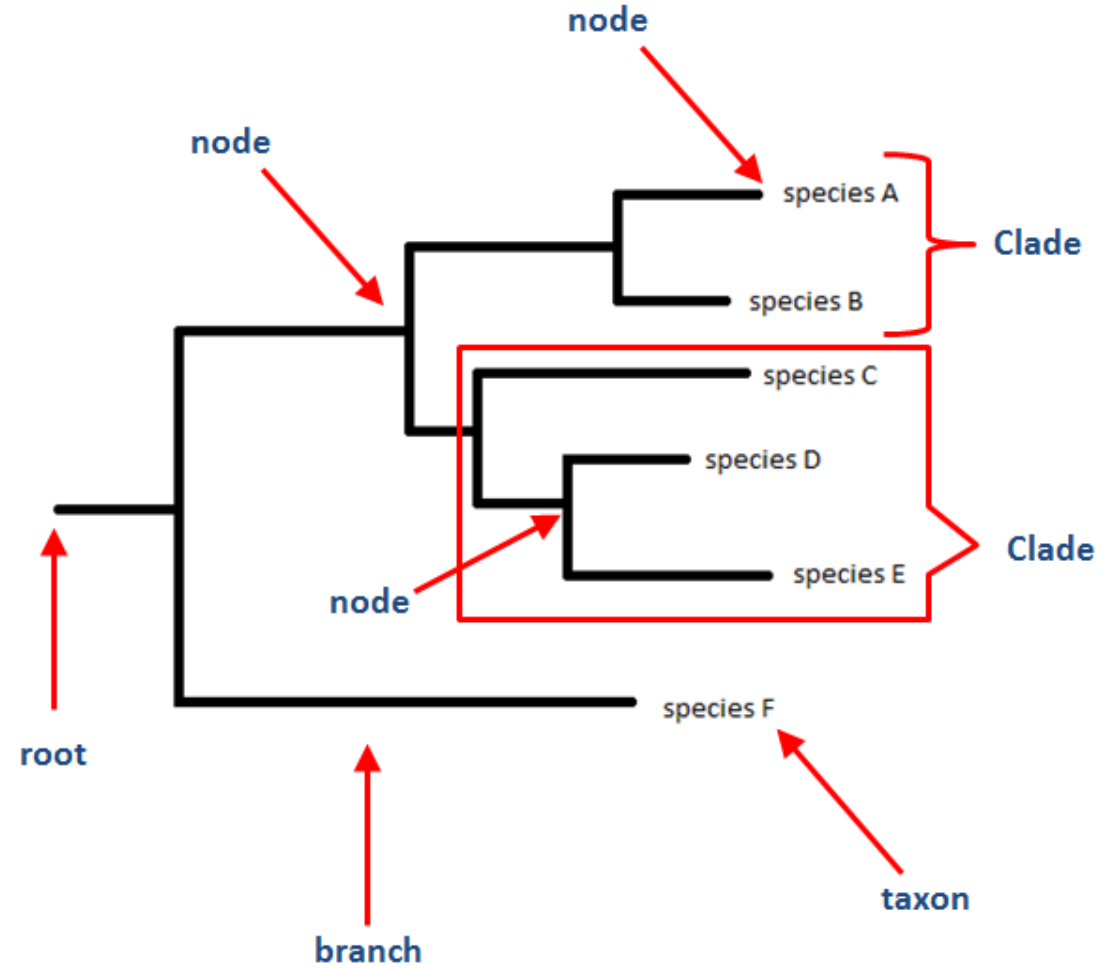 node
node
species A
Clade
species B
species C
species D
Clade
species E
node
species F
root
taxon
branch